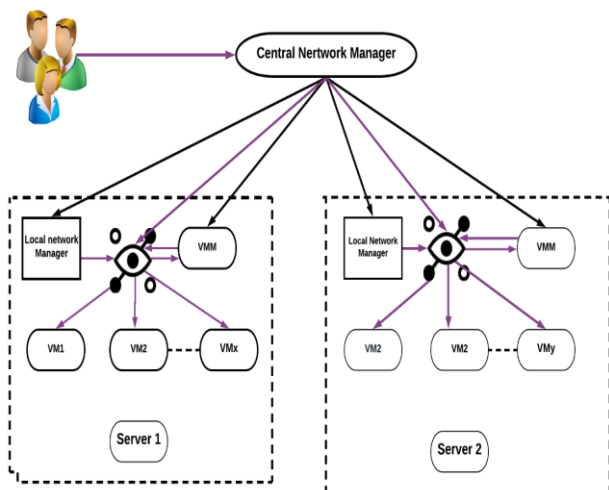 Central Nertwork Manager
Local network
Manager
VMM
VM1
VM2
VMx
Server 1
Local Network
Manager
VMM
VM2
VM2
VMy
Server 2